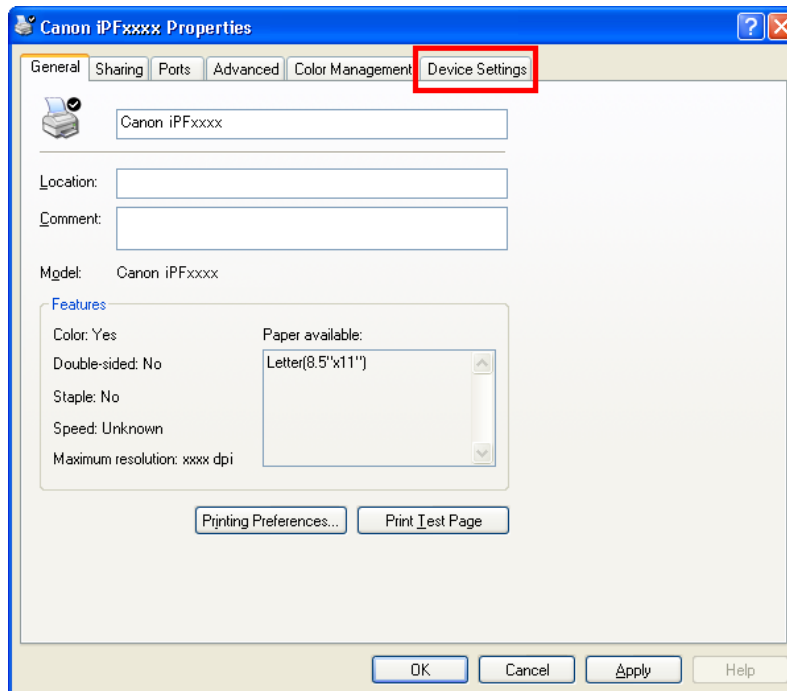 Canon iPFxxxx Properties
General Sharing Ports Advanced Color Management Device Settings
Canon iPFxxxx
Location:
Comment:
Model: Canon iPFxxxx
Features
Color: Yes Paper available:
Double-sided: No Letter(8.5"x11")
Staple: No
Speed: Unknown
Maximum resolution: xxxx dpi
Printing Preferences... Print Test Page
OK Cancel Apply Help